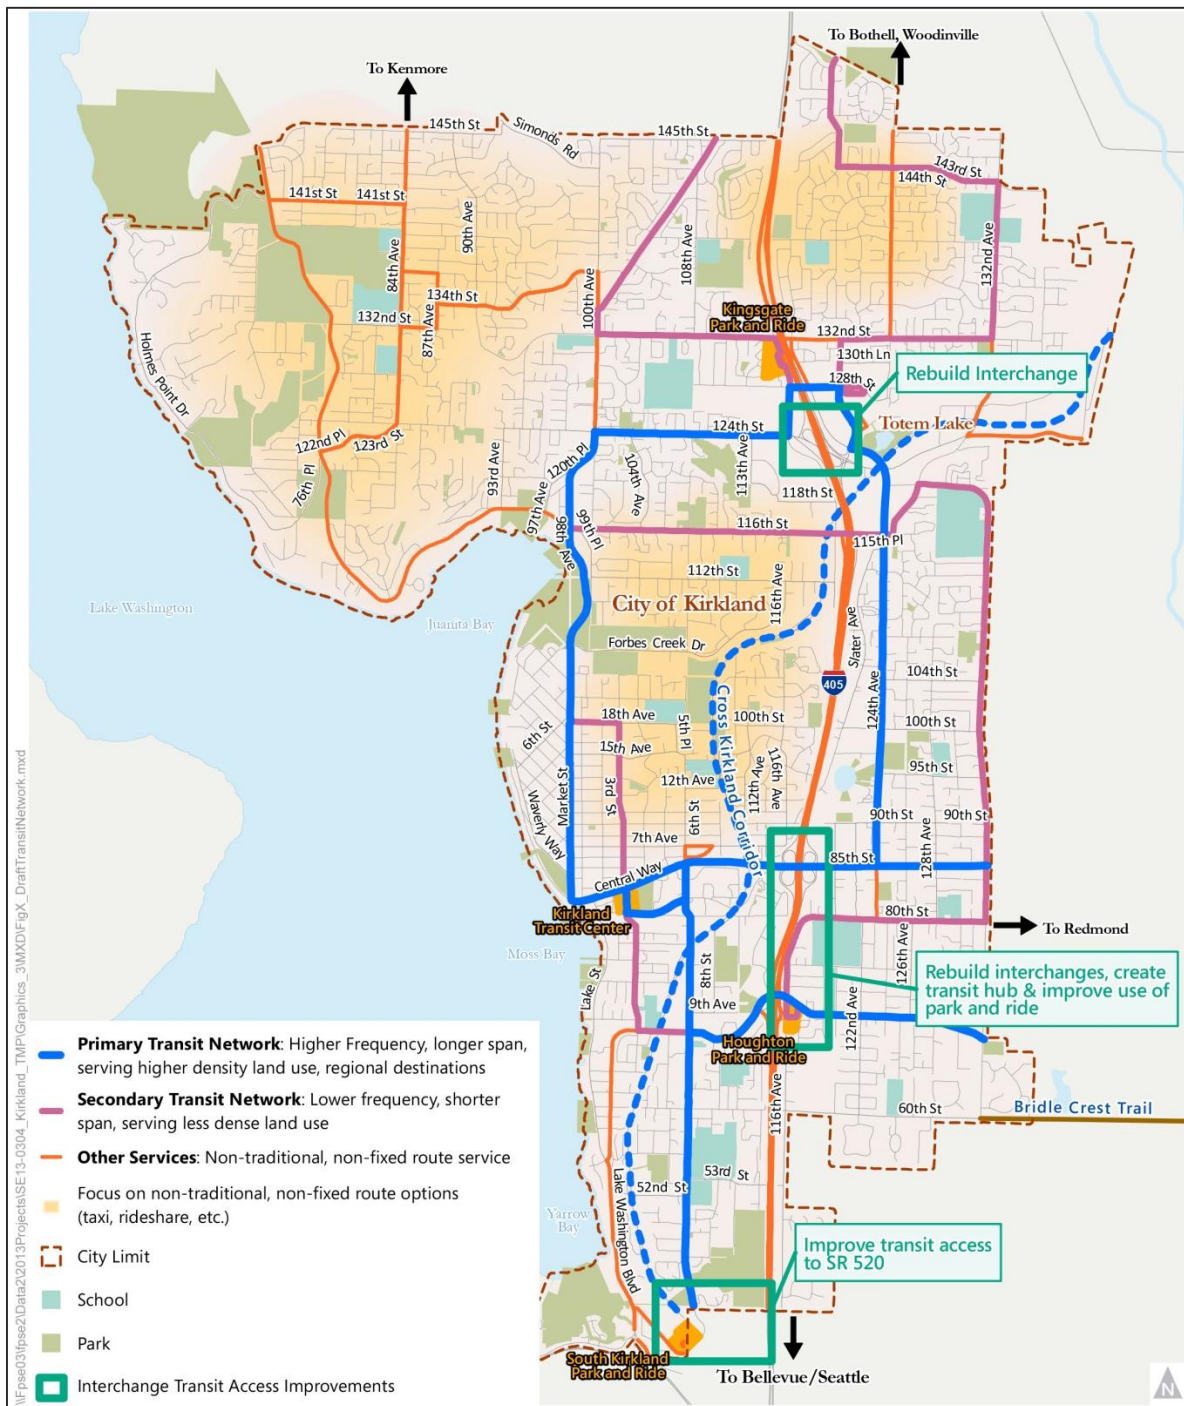 To Bothell, Woodinville
To Kenmore
145th St
Simonds Rd
145th St
143rd St
144th St
141st St
141st St
90th Ave
84th Ave
108th Ave
132nd Ave
100th Ave
134th St
132nd St
87th Ave
Kingsgate
Park and Ride
132nd St
130th Ln
128th St
Rebuild Interchange
Holmes Point Dr
122nd Pl
123rd St
76th Pl
93rd Ave
97th Ave
120th Pl
104th Ave
124th St
113th Ave
Totem Lake
118th St
98th Ave
99th Pl
116th St
115th Pl
112th St
116th Ave
City of Kirkland
Lake Washington
Juanita Bay
Forbes Creek Dr
Slater Ave
405
124th Ave
104th St
Cross Kirkland Corridor
18th Ave
5th Pl
100th St
100th St
6th St
15th Ave
3rd St
12th Ave
112th Ave
116th Ave
95th St
Market St
Waverly Way
6th St
90th St
90th St
128th Ave
7th Ave
85th St
Central Way
Kirkland
Transit Center
80th St
To Redmond
126th Ave
Moss Bay
Lake St
8th St
9th Ave
122nd Ave
Rebuild interchanges, create
transit hub & improve use of
park and ride
Houghton
Park and Ride
116th Ave
60th St
Bridle Crest Trail
53rd St
52nd St
Lake Washington Blvd
Yarrow
Bay
Improve transit access
to SR 520
South Kirkland
Park and Ride
To Bellevue/Seattle
Primary Transit Network: Higher Frequency, longer span,
serving higher density land use, regional destinations
Secondary Transit Network: Lower frequency, shorter
span, serving less dense land use
Other Services: Non-traditional, non-fixed route service
Focus on non-traditional, non-fixed route options
(taxi, rideshare, etc.)
City Limit
School
Park
Interchange Transit Access Improvements
N
\\Fpse03\fpse2\Data2\2013Projects\SE13-0304_Kirkland_TMP\Graphics_3\MXD\FigX_DraftTransitNetwork.mxd